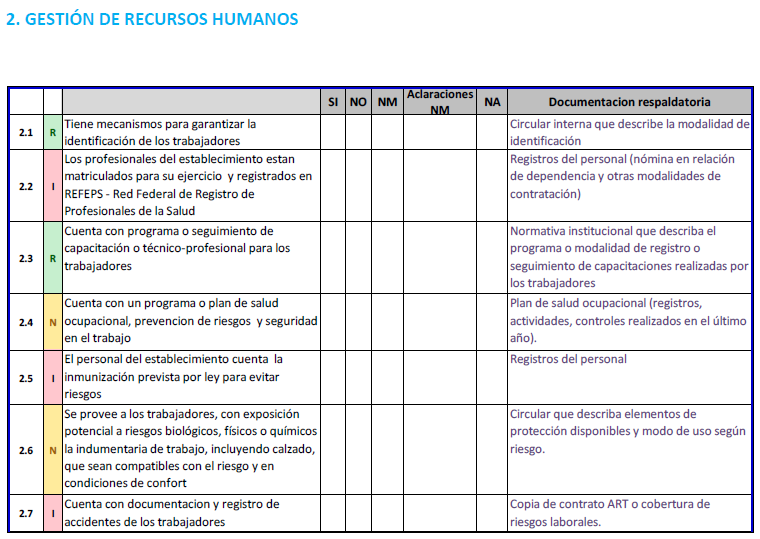 2. GESTIÓN DE RECURSOS HUMANOS
SI NO NM Aclaraciones NM NA Documentacion respaldatoria
2.1 R Tiene mecanismos para garantizar la
identificación de los trabajadores
Circular interna que describe la modalidad de
identificación
2.2 I Los profesionales del establecimiento estan
matriculados para su ejercicio y registrados en
REFEPS - Red Federal de Registro de
Profesionales de la Salud
Registros del personal (nómina en relación
de dependencia y otras modalidades de
contratación)
2.3 R Cuenta con programa o seguimiento de
capacitación o técnico-profesional para los
trabajadores
Normativa institucional que describa el
programa o modalidad de registro o
seguimiento de capacitaciones realizadas por
los trabajadores
2.4 N Cuenta con un programa o plan de salud
ocupacional, prevencion de riesgos y seguridad
en el trabajo
Plan de salud ocupacional (registros,
actividades, controles realizados en el último
año).
2.5 I El personal del establecimiento cuenta la
inmunización prevista por ley para evitar
riesgos
Registros del personal
2.6 N Se provee a los trabajadores, con exposición
potencial a riesgos biológicos, físicos o químicos
la indumentaria de trabajo, incluyendo calzado,
que sean compatibles con el riesgo y en
condiciones de confort
Circular que describa elementos de
protección disponibles y modo de uso según
riesgo.
2.7 I Cuenta con documentacion y registro de
accidentes de los trabajadores
Copia de contrato ART o cobertura de
riesgos laborales.